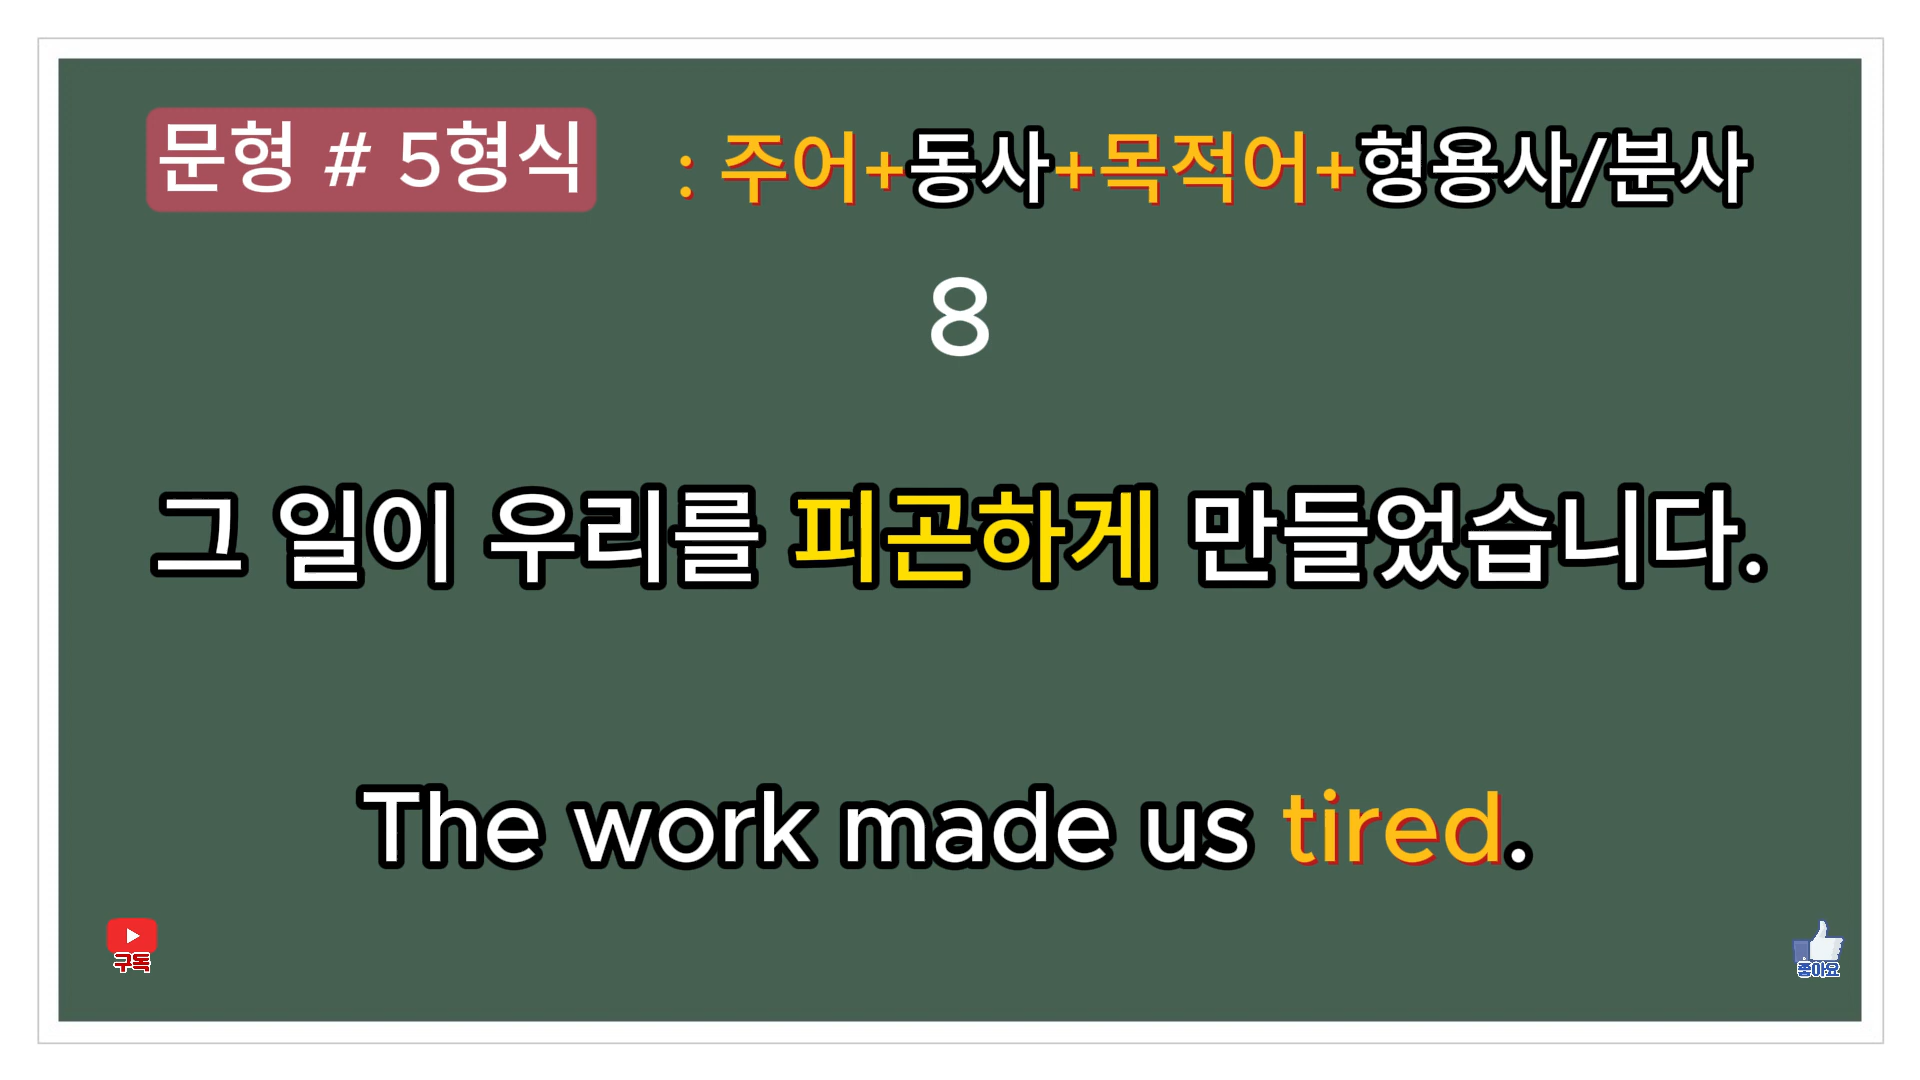 문형 # 5형식 : 주어+동사+목적어+형용사/분사
8
그 일이 우리를 피곤하게 만들었습니다.
The work made us tired.
구독
좋아요